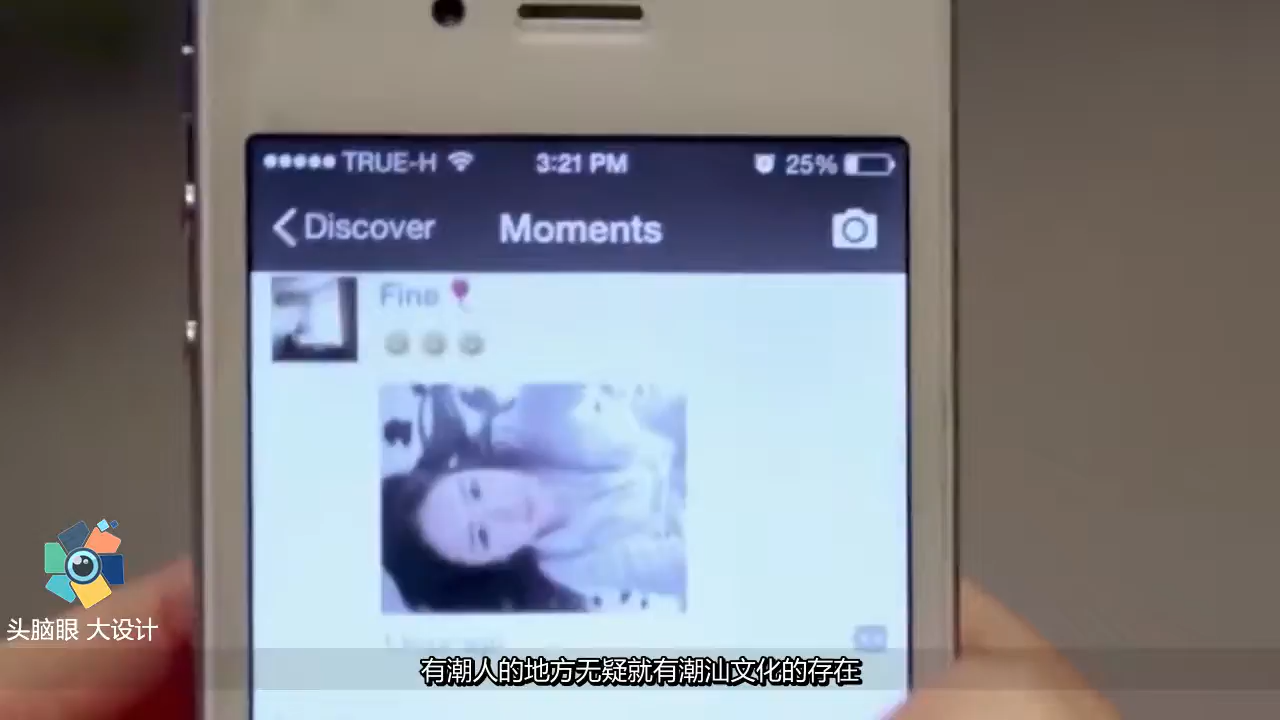 TRUE-H 3:21 PM 25%
Discover Moments
Fine
头脑眼 大设计
有潮人的地方无疑就有潮汕文化的存在